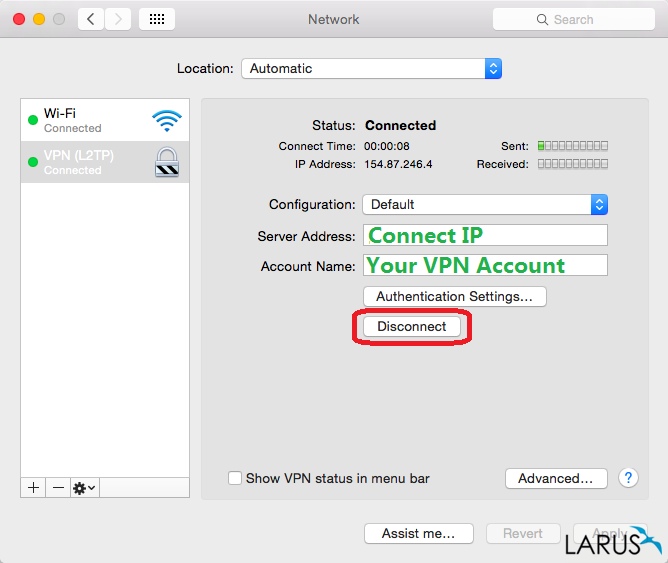 Network
Search
Location: Automatic
Wi-Fi
Connected
VPN (L2TP)
Connected
Status: Connected
Connect Time: 00:00:08 Sent:
IP Address: 154.87.246.4 Received:
Configuration: Default
Server Address: Connect IP
Account Name: Your VPN Account
Authentication Settings...
Disconnect
Show VPN status in menu bar
Advanced... ?
Assist me... Revert Apply
LARUS